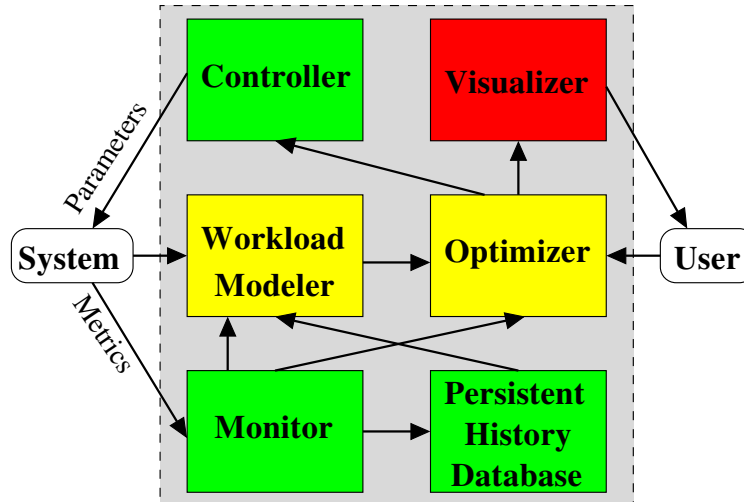 Controller
Visualizer
Parameters
System
Workload
Modeler
Optimizer
User
Metrics
Monitor
Persistent
History
Database